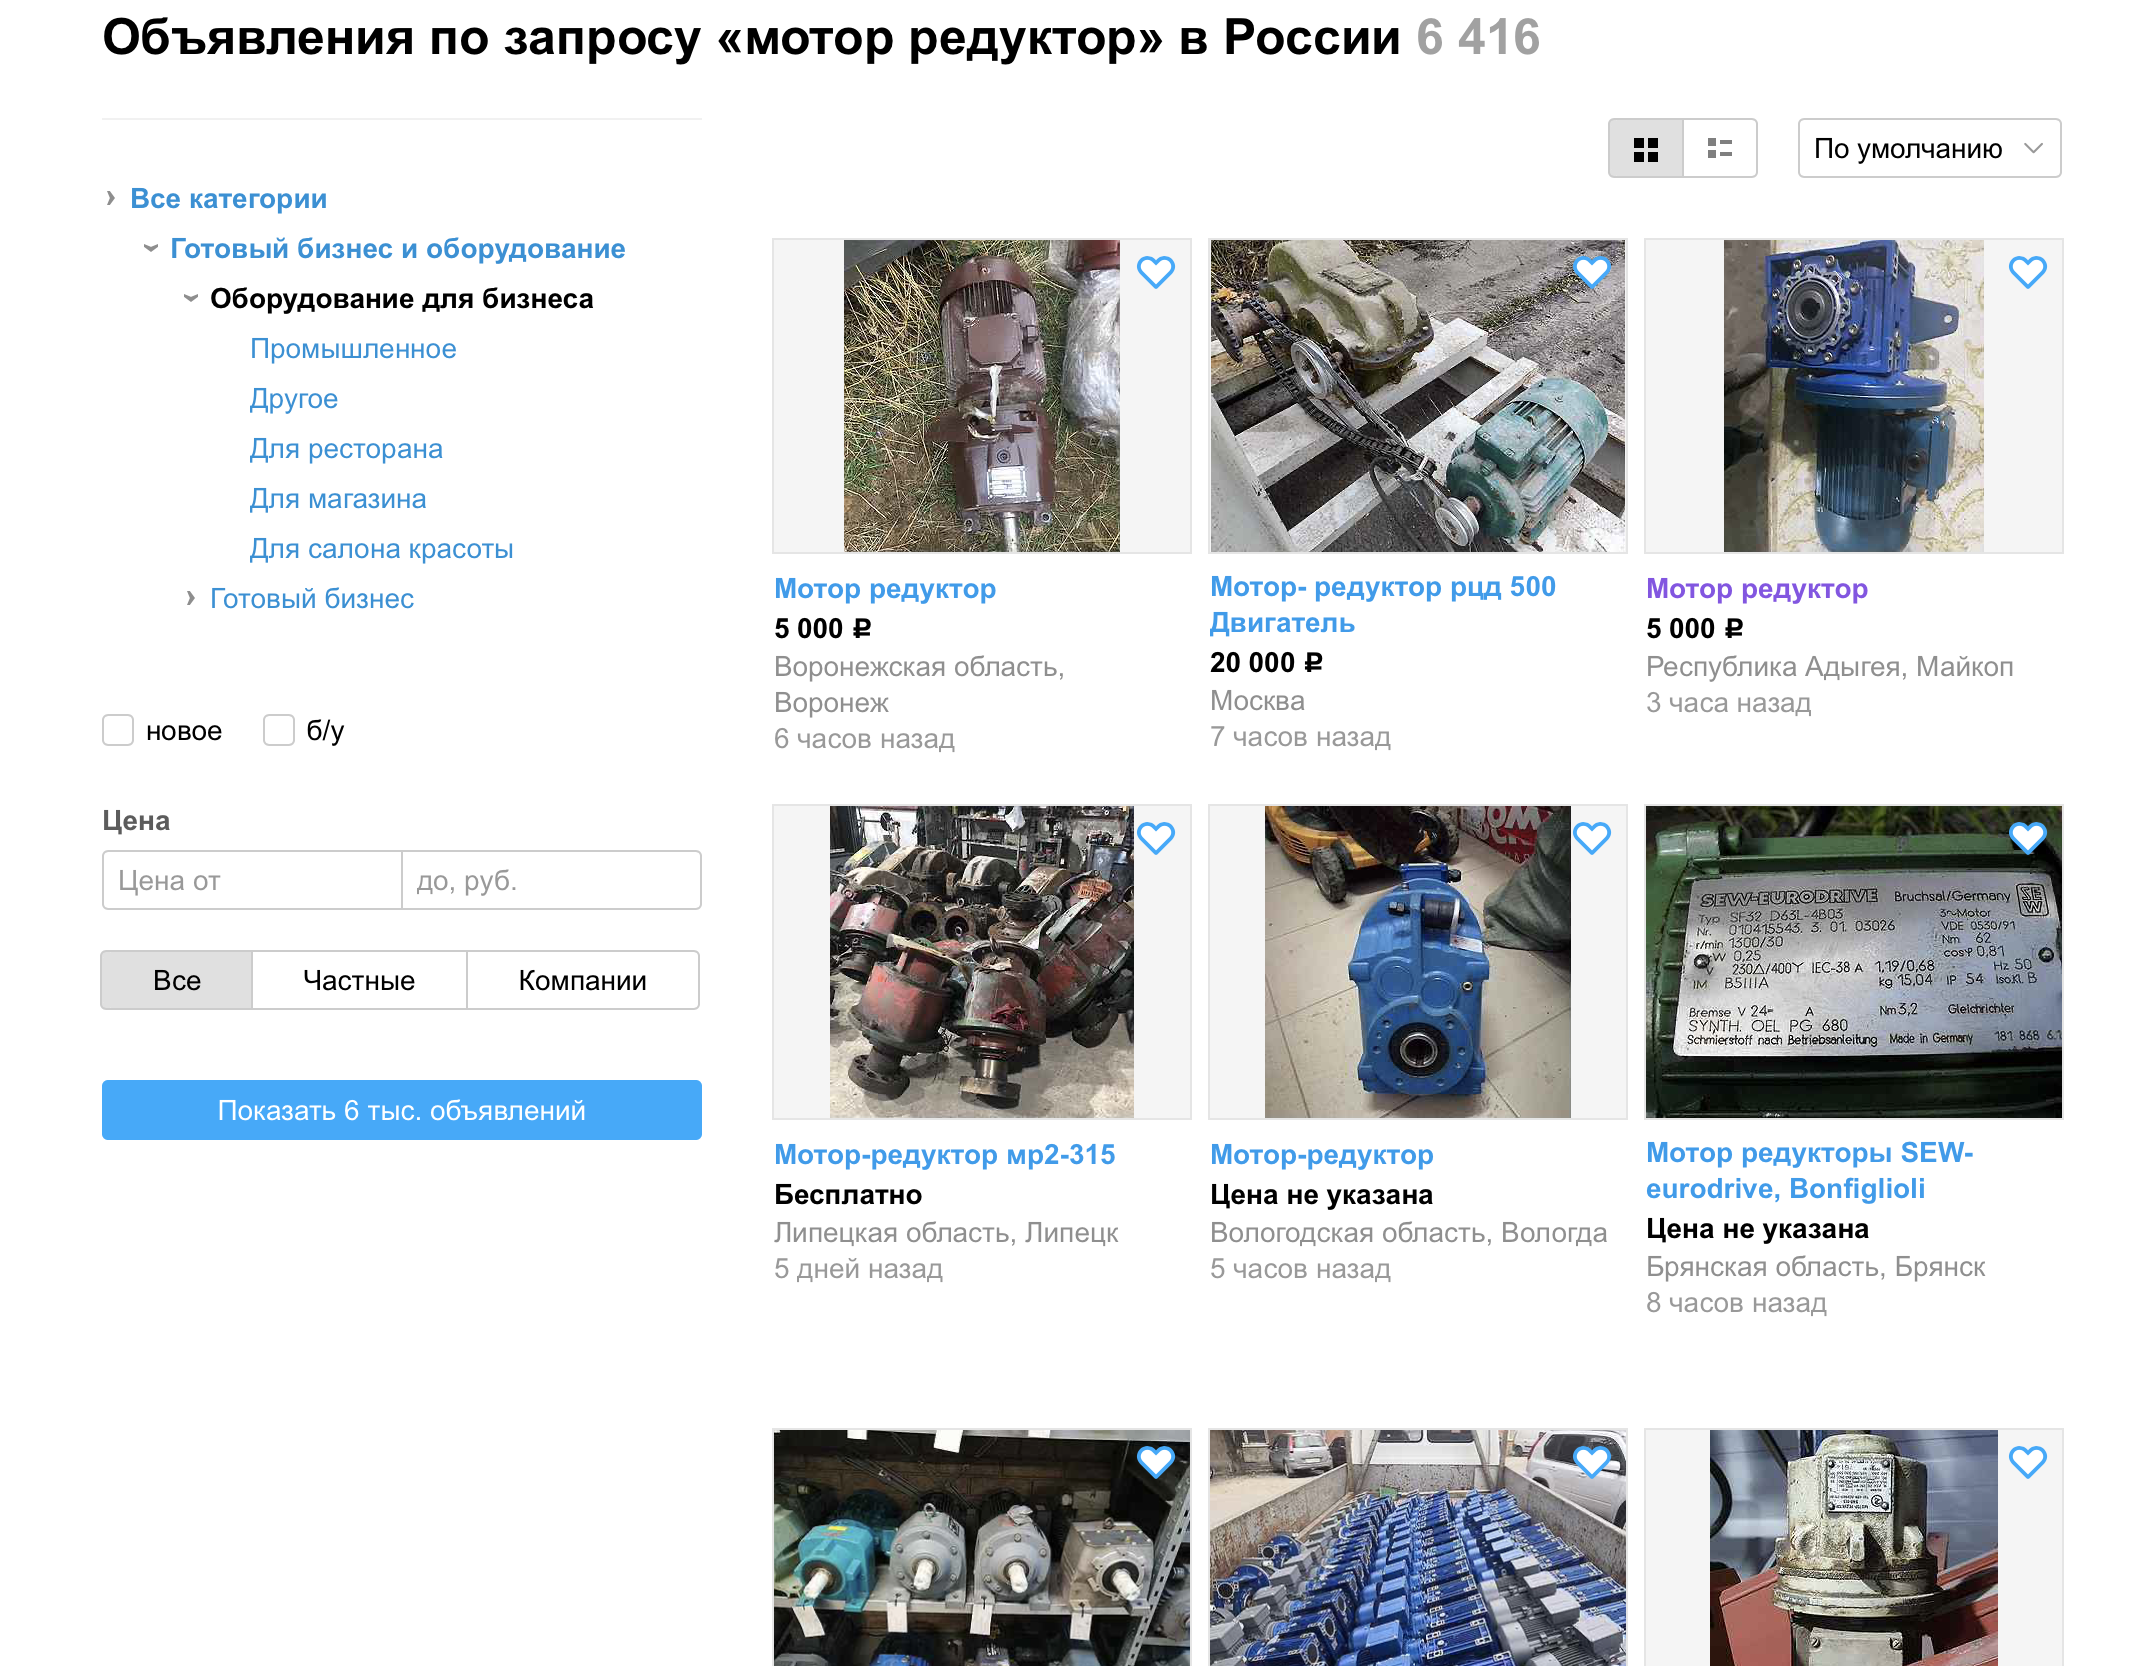 Объявления по запросу «мотор редуктор» в России 6 416
По умолчанию
Все категории
Готовый бизнес и оборудование
Оборудование для бизнеса
Промышленное
Другое
Для ресторана
Для магазина
Для салона красоты
Готовый бизнес
новое
б/у
Цена
Цена от
до, руб.
Все
Частные
Компании
Показать 6 тыс. объявлений
Мотор редуктор
5 000 ₽
Воронежская область,
Воронеж
6 часов назад
Мотор- редуктор рцд 500
Двигатель
20 000 ₽
Москва
7 часов назад
Мотор редуктор
5 000 ₽
Республика Адыгея, Майкоп
3 часа назад
SEW-EURODRIVE Bruchsal/Germany SEW
Typ SF32 D63L-4B03 3~Motor
Nr. 010415543. 3. 01. 03026 VDE 0530/91
r/min 1300/30 Nm 62
kW 0,25 cosφ 0,81
V 230△/400Y IEC-38 A 1,19/0,68 Hz 50
IM B5IIIA kg 15,04 IP 54 Iso.Kl. B
Bremse V 24= A Nm 3,2 Gleichrichter
SYNTH. OEL PG 680
Schmierstoff nach Betriebsanleitung Made in Germany 181 868 6.1
Мотор-редуктор мр2-315
Бесплатно
Липецкая область, Липецк
5 дней назад
Мотор-редуктор
Цена не указана
Вологодская область, Вологда
5 часов назад
Мотор редукторы SEW-
eurodrive, Bonfiglioli
Цена не указана
Брянская область, Брянск
8 часов назад